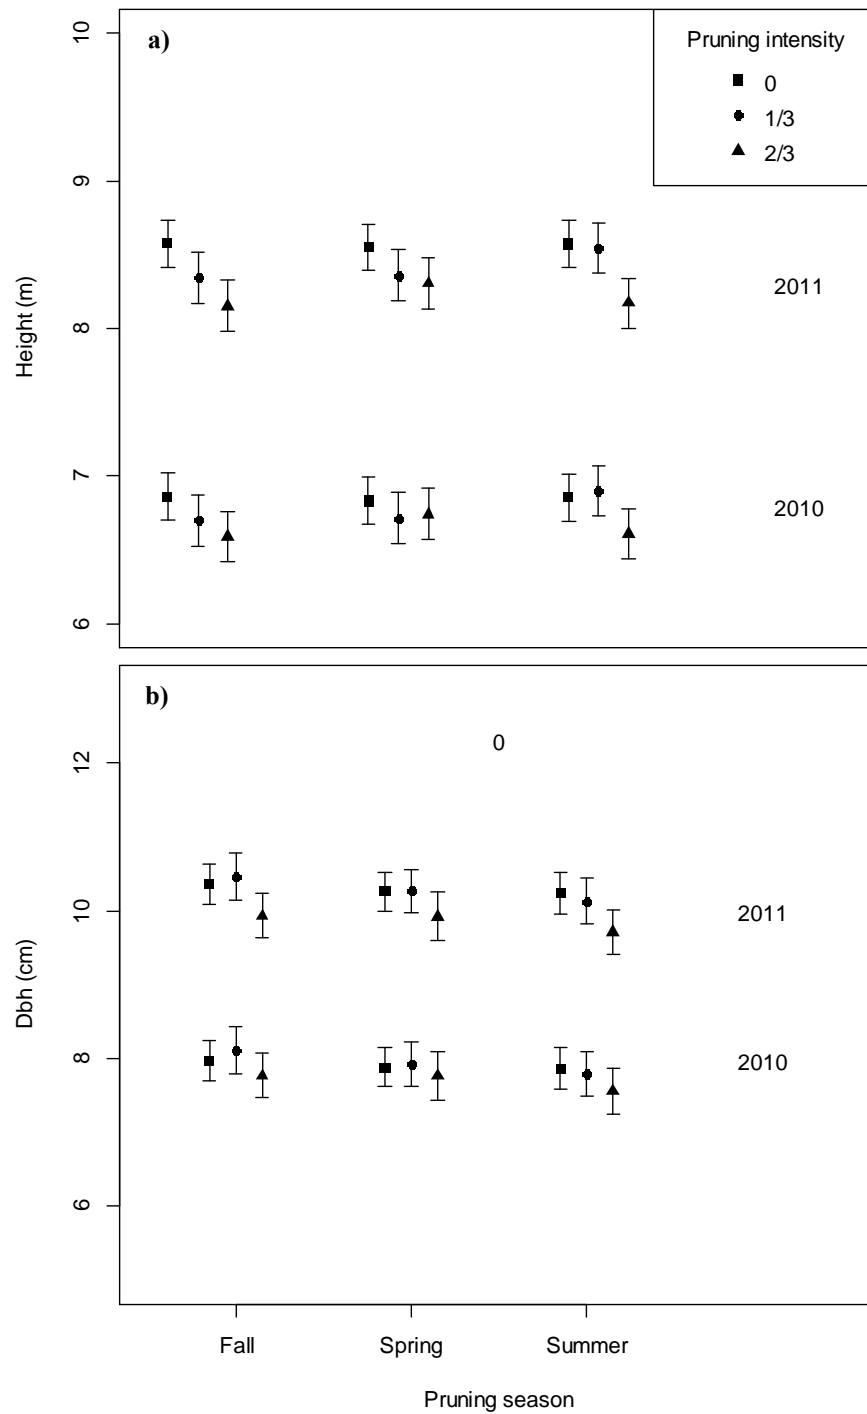 a)
Pruning intensity
0
1/3
2/3
10
9
8
7
6
Height (m)
2011
2010
b)
0
12
10
8
6
Dbh (cm)
2011
2010
Fall Spring Summer
Pruning season